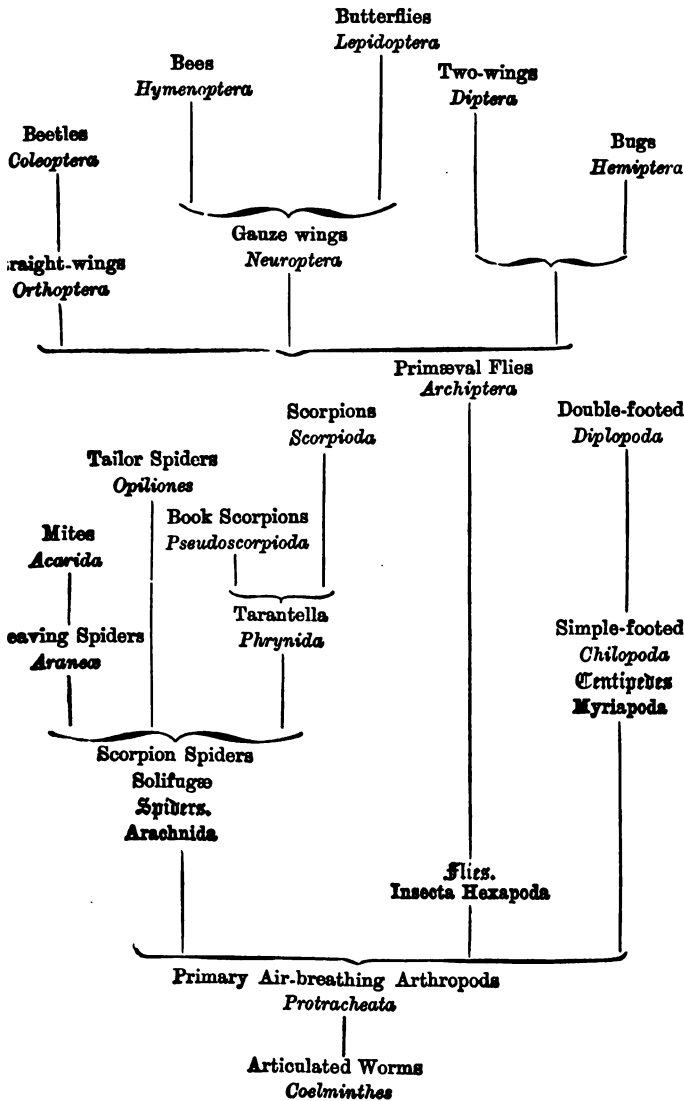 Butterflies
Lepidoptera
Bees
Hymenoptera
Two-wings
Diptera
Beetles
Coleoptera
Bugs
Hemiptera
Gauze wings
Neuroptera
raight-wings
Orthoptera
Primæval Flies
Archiptera
Scorpions
Scorpioda
Double-footed
Diplopoda
Tailor Spiders
Opiliones
Book Scorpions
Pseudoscorpioda
Mites
Acarida
Tarantella
Phrynida
eaving Spiders
Araneæ
Simple-footed
Chilopoda
Centipedes
Myriapoda
Scorpion Spiders
Solifugæ
Spiders.
Arachnida
Flies.
Insecta Hexapoda
Primary Air-breathing Arthropods
Protracheata
Articulated Worms
Coelminthes